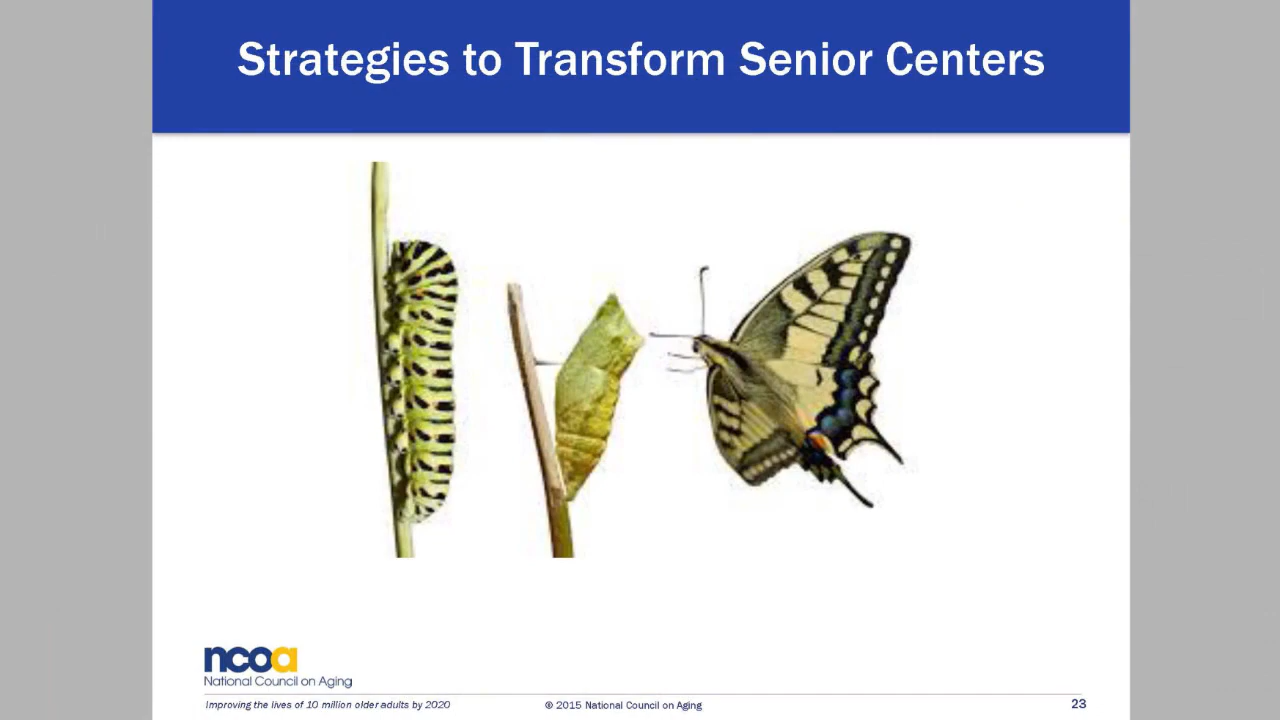 Strategies to Transform Senior Centers
ncoa
National Council on Aging
Improving the lives of 10 million older adults by 2020
© 2015 National Council on Aging
23